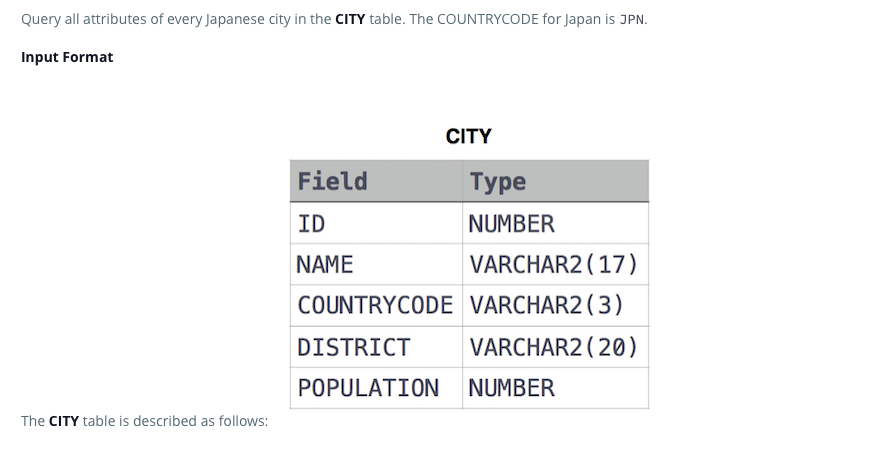 Query all attributes of every Japanese city in the CITY table. The COUNTRYCODE for Japan is JPN.
Input Format
CITY
Field Type
ID NUMBER
NAME VARCHAR2(17)
COUNTRYCODE VARCHAR2(3)
DISTRICT VARCHAR2(20)
POPULATION NUMBER
The CITY table is described as follows: